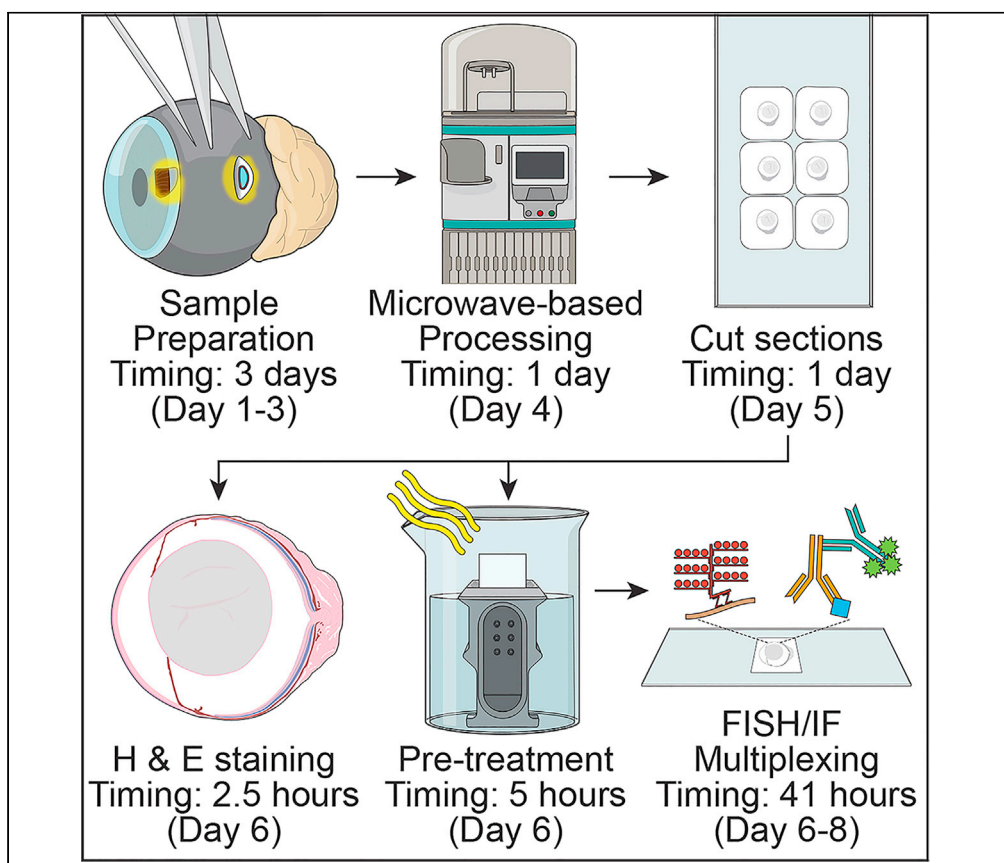 Sample
Preparation
Timing: 3 days
(Day 1-3)
Microwave-based
Processing
Timing: 1 day
(Day 4)
Cut sections
Timing: 1 day
(Day 5)
H & E staining
Timing: 2.5 hours
(Day 6)
Pre-treatment
Timing: 5 hours
(Day 6)
FISH/IF
Multiplexing
Timing: 41 hours
(Day 6-8)